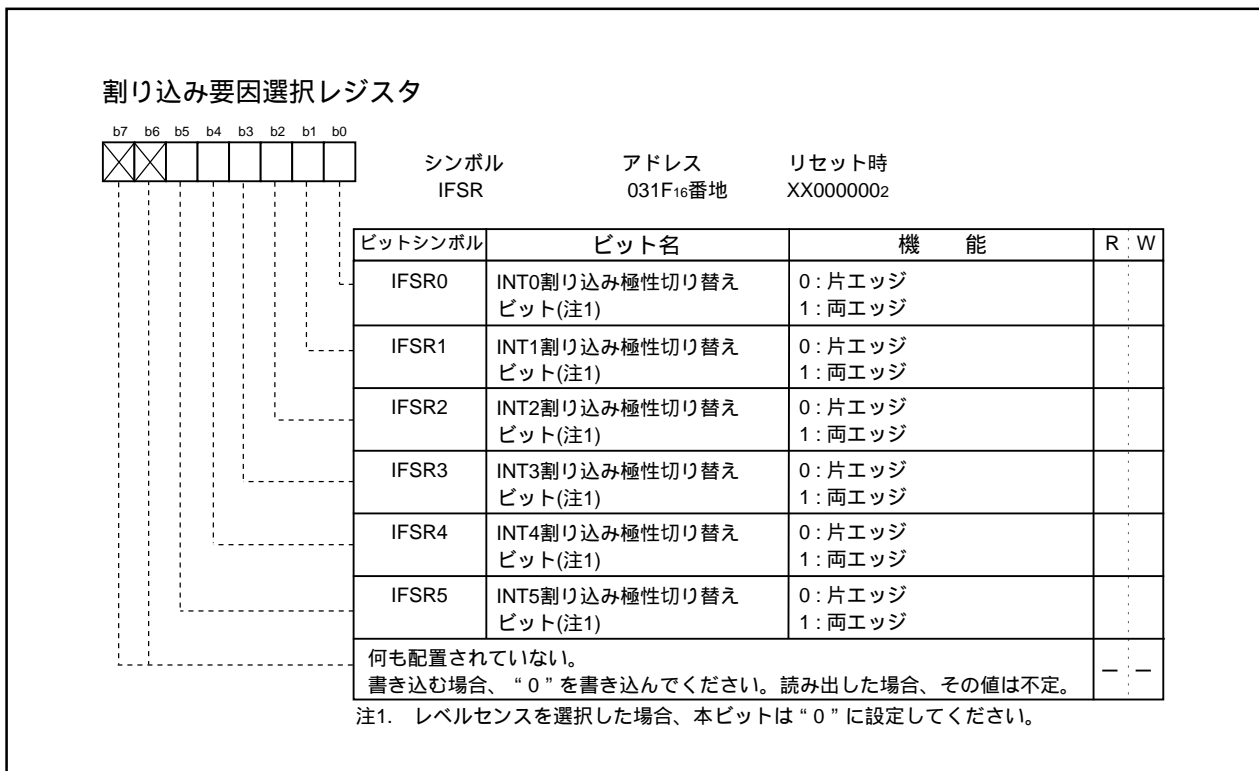 割り込み要因選択レジスタ
b7 b6 b5 b4 b3 b2 b1 b0
シンボル アドレス リセット時
IFSR 031F16番地 XX0000002
ビットシンボル ビット名 機 能 R W
IFSR0 INT0割り込み極性切り替え 0 : 片エッジ
ビット(注1) 1 : 両エッジ
IFSR1 INT1割り込み極性切り替え 0 : 片エッジ
ビット(注1) 1 : 両エッジ
IFSR2 INT2割り込み極性切り替え 0 : 片エッジ
ビット(注1) 1 : 両エッジ
IFSR3 INT3割り込み極性切り替え 0 : 片エッジ
ビット(注1) 1 : 両エッジ
IFSR4 INT4割り込み極性切り替え 0 : 片エッジ
ビット(注1) 1 : 両エッジ
IFSR5 INT5割り込み極性切り替え 0 : 片エッジ
ビット(注1) 1 : 両エッジ
何も配置されていない。
書き込む場合、“ 0 ” を書き込んでください。読み出した場合、その値は不定。 － －
注1. レベルセンスを選択した場合、本ビットは “ 0 ” に設定してください。